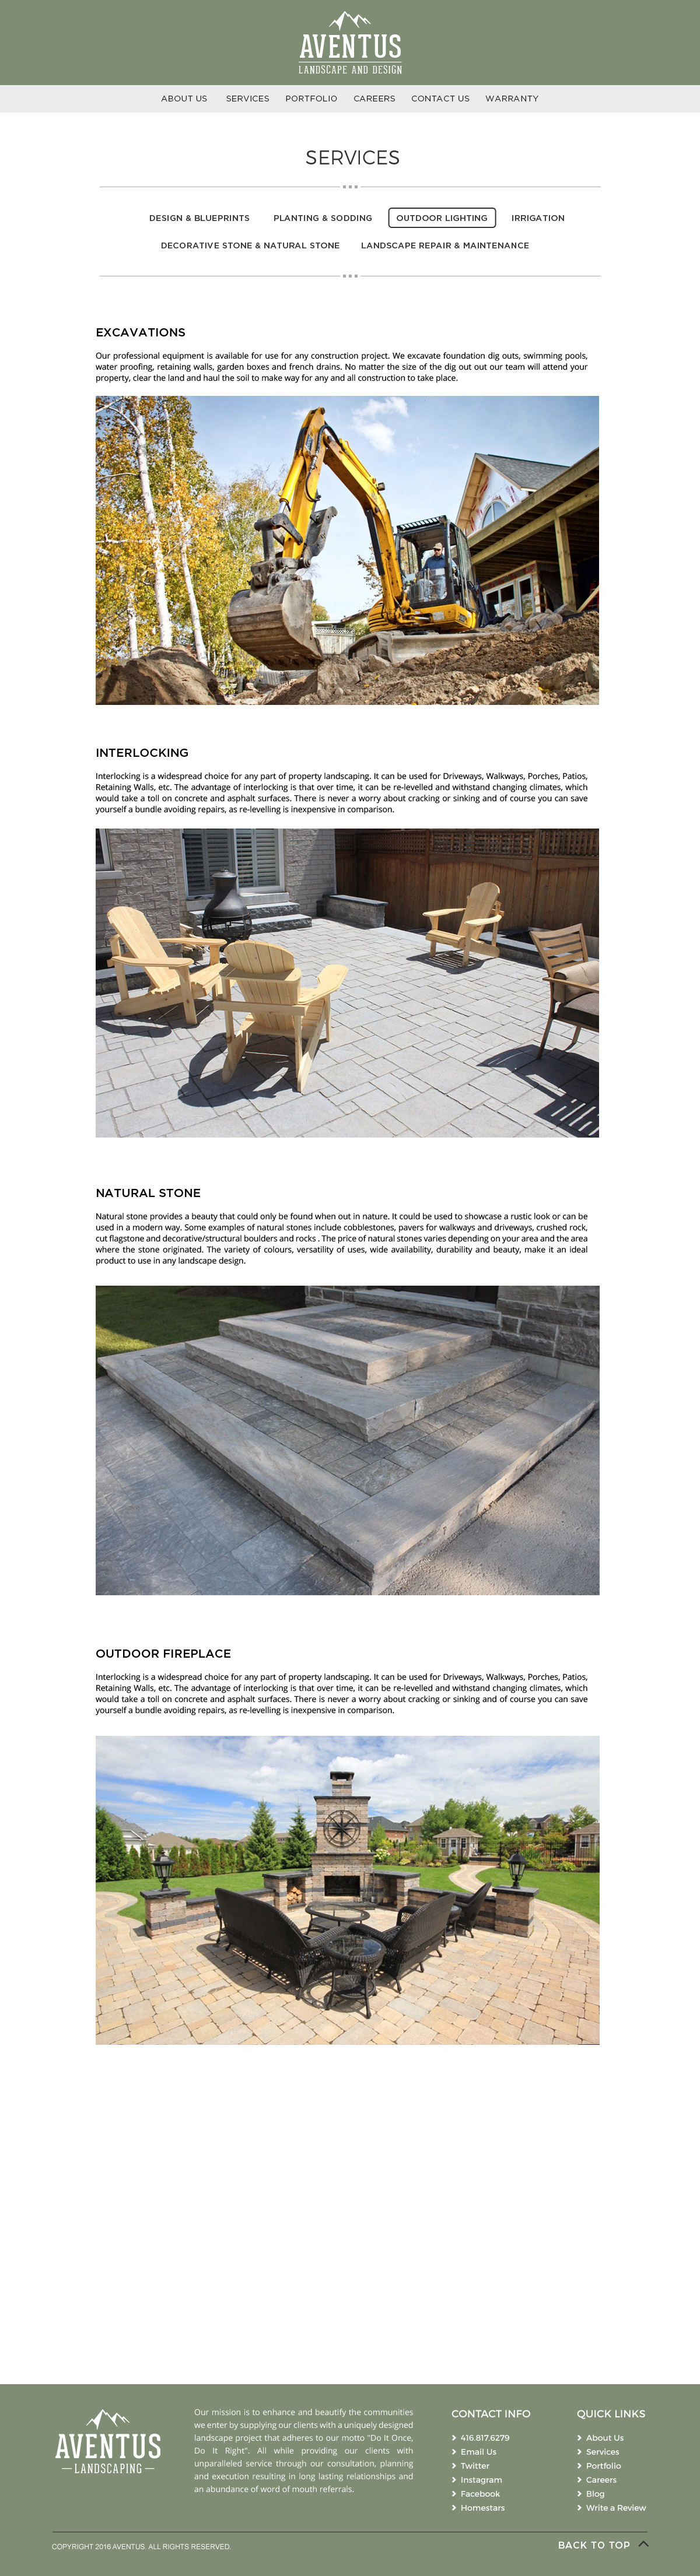 AVENTUS
LANDSCAPE AND DESIGN
ABOUT US SERVICES PORTFOLIO CAREERS CONTACT US WARRANTY
SERVICES
DESIGN & BLUEPRINTS PLANTING & SODDING OUTDOOR LIGHTING IRRIGATION
DECORATIVE STONE & NATURAL STONE LANDSCAPE REPAIR & MAINTENANCE
EXCAVATIONS
Our professional equipment is available for use for any construction project. We excavate foundation dig outs, swimming pools,
water proofing, retaining walls, garden boxes and french drains. No matter the size of the dig out out our team will attend your
property, clear the land and haul the soil to make way for any and all construction to take place.
INTERLOCKING
Interlocking is a widespread choice for any part of property landscaping. It can be used for Driveways, Walkways, Porches, Patios,
Retaining Walls, etc. The advantage of interlocking is that over time, it can be re-levelled and withstand changing climates, which
would take a toll on concrete and asphalt surfaces. There is never a worry about cracking or sinking and of course you can save
yourself a bundle avoiding repairs, as re-levelling is inexpensive in comparison.
NATURAL STONE
Natural stone provides a beauty that could only be found when out in nature. It could be used to showcase a rustic look or can be
used in a modern way. Some examples of natural stones include cobblestones, pavers for walkways and driveways, crushed rock,
cut flagstone and decorative/structural boulders and rocks . The price of natural stones varies depending on your area and the area
where the stone originated. The variety of colours, versatility of uses, wide availability, durability and beauty, make it an ideal
product to use in any landscape design.
OUTDOOR FIREPLACE
Interlocking is a widespread choice for any part of property landscaping. It can be used for Driveways, Walkways, Porches, Patios,
Retaining Walls, etc. The advantage of interlocking is that over time, it can be re-levelled and withstand changing climates, which
would take a toll on concrete and asphalt surfaces. There is never a worry about cracking or sinking and of course you can save
yourself a bundle avoiding repairs, as re-levelling is inexpensive in comparison.
AVENTUS
LANDSCAPING
Our mission is to enhance and beautify the communities
we enter by supplying our clients with a uniquely designed
landscape project that adheres to our motto "Do It Once,
Do It Right". All while providing our clients with
unparalleled service through our consultation, planning
and execution resulting in long lasting relationships and
an abundance of word of mouth referrals.
CONTACT INFO
416.817.6279
Email Us
Twitter
Instagram
Facebook
Homestars
QUICK LINKS
About Us
Services
Portfolio
Careers
Blog
Write a Review
COPYRIGHT 2016 AVENTUS. ALL RIGHTS RESERVED.
BACK TO TOP